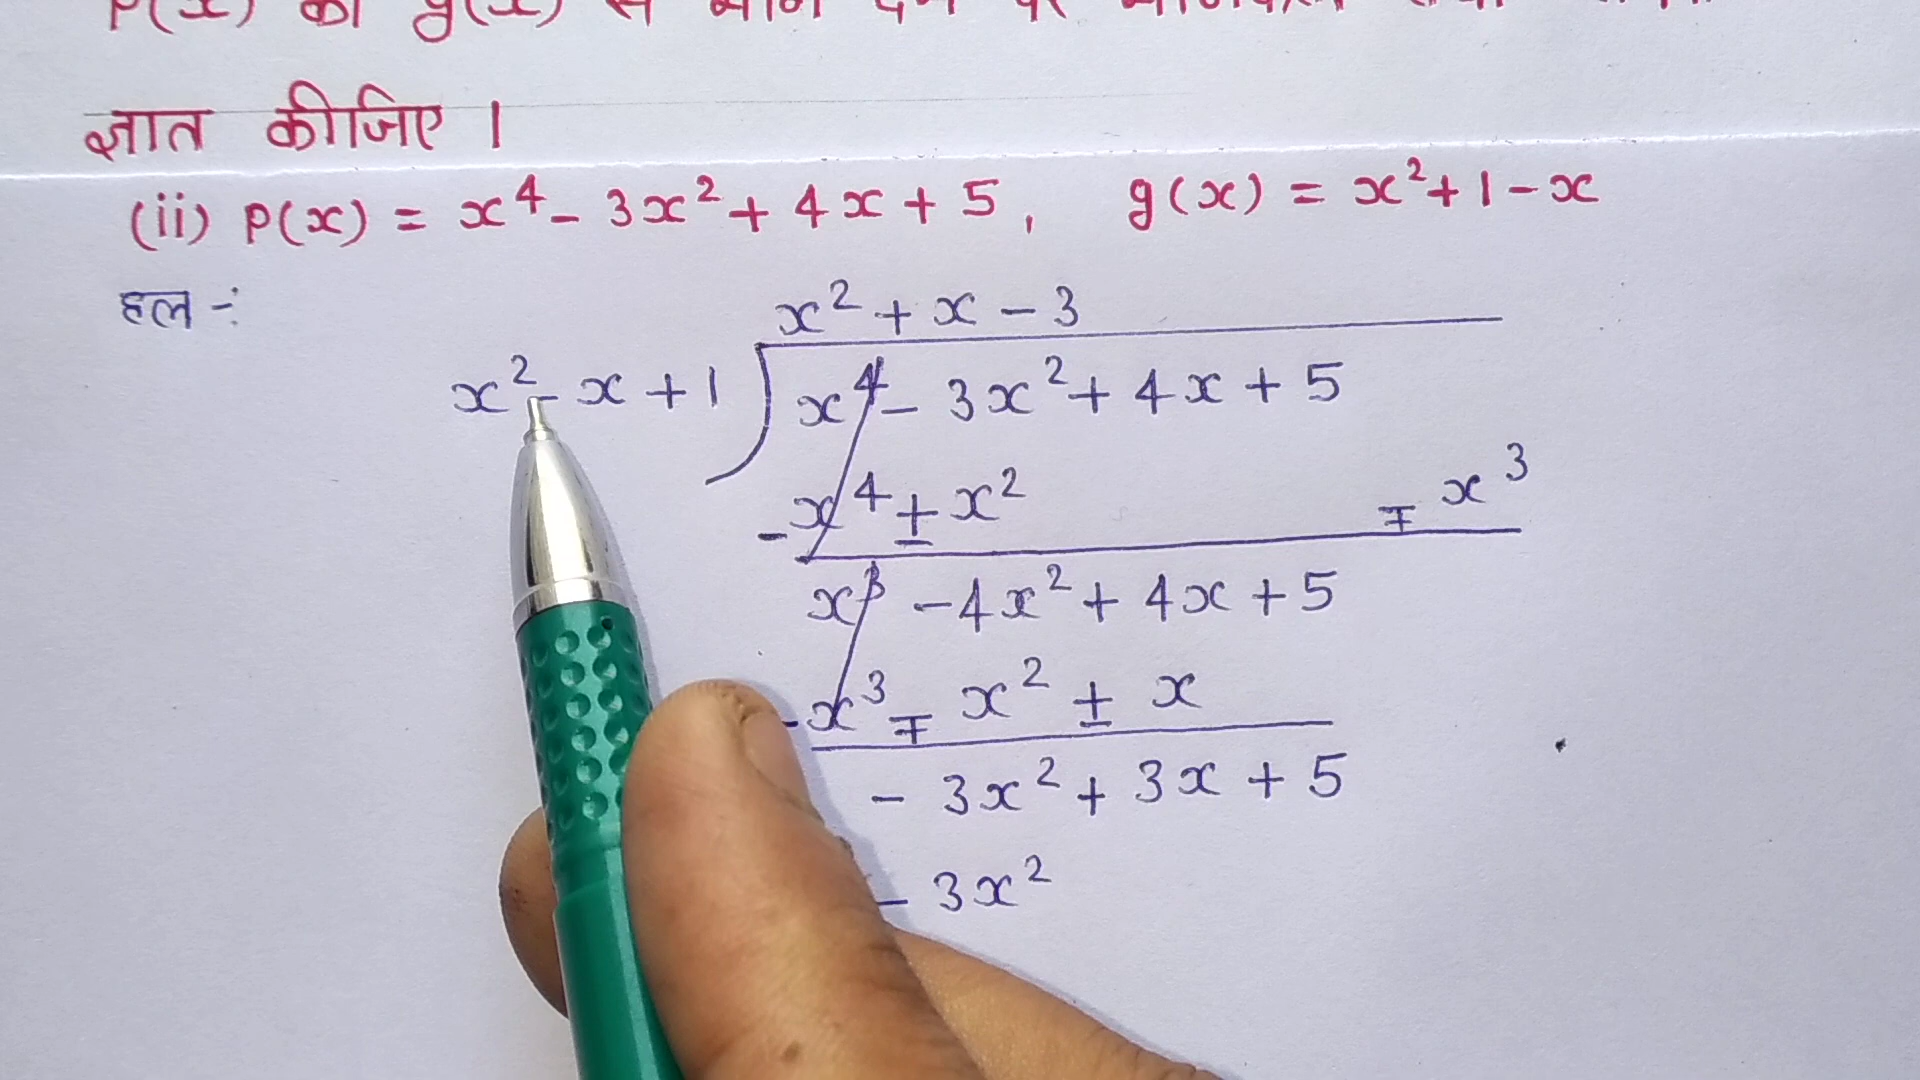 P(x) को g(x) से भाग देने पर
ज्ञात कीजिए ।
(ii) P(x) = x⁴ - 3x² + 4x + 5, g(x) = x² + 1 - x
हल -:
x² + x - 3
x² - x + 1 ) x⁴ - 3x² + 4x + 5
- x⁴ ± x² ∓ x³
x³ - 4x² + 4x + 5
- x³ ∓ x² ± x
- 3x² + 3x + 5
- 3x²